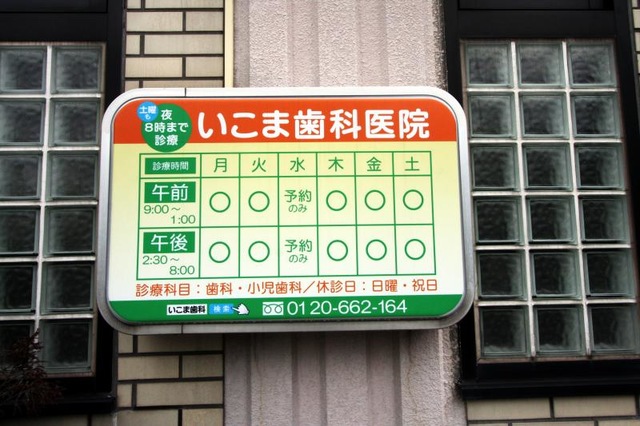 土曜も
夜
8時まで
診療
いこま歯科医院
診療時間 月 火 水 木 金 土
午前 9:00～1:00 ○ ○ 予約のみ ○ ○ ○
午後 2:30～8:00 ○ ○ 予約のみ ○ ○ ○
診療科目：歯科・小児歯科／休診日：日曜・祝日
いこま歯科 検索 0120-662-164